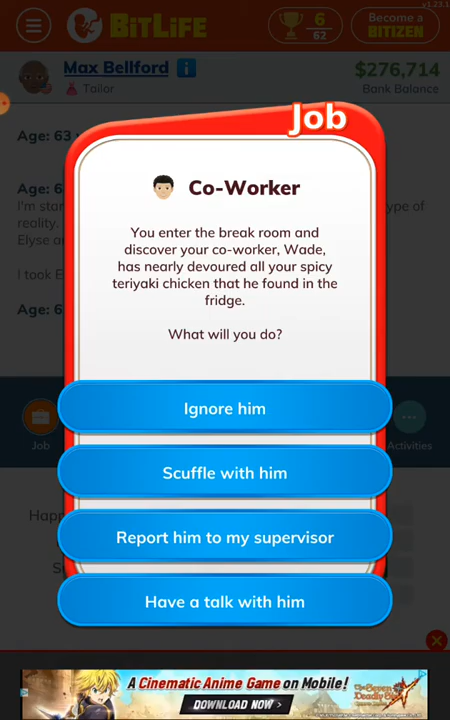 v1.23.1
BITLIFE
6
62
Become a
BITIZEN
Max Bellford
i
Tailor
$276,714
Bank Balance
Job
Age: 63
Co-Worker
Age: 6
I'm star
ype of
reality.
Elyse a
I took E
Age: 6
You enter the break room and
discover your co-worker, Wade,
has nearly devoured all your spicy
teriyaki chicken that he found in the
fridge.
What will you do?
Ignore him
Job
Activities
Scuffle with him
Happ
Report him to my supervisor
S
Have a talk with him
A Cinematic Anime Game on Mobile!
DOWNLOAD NOW